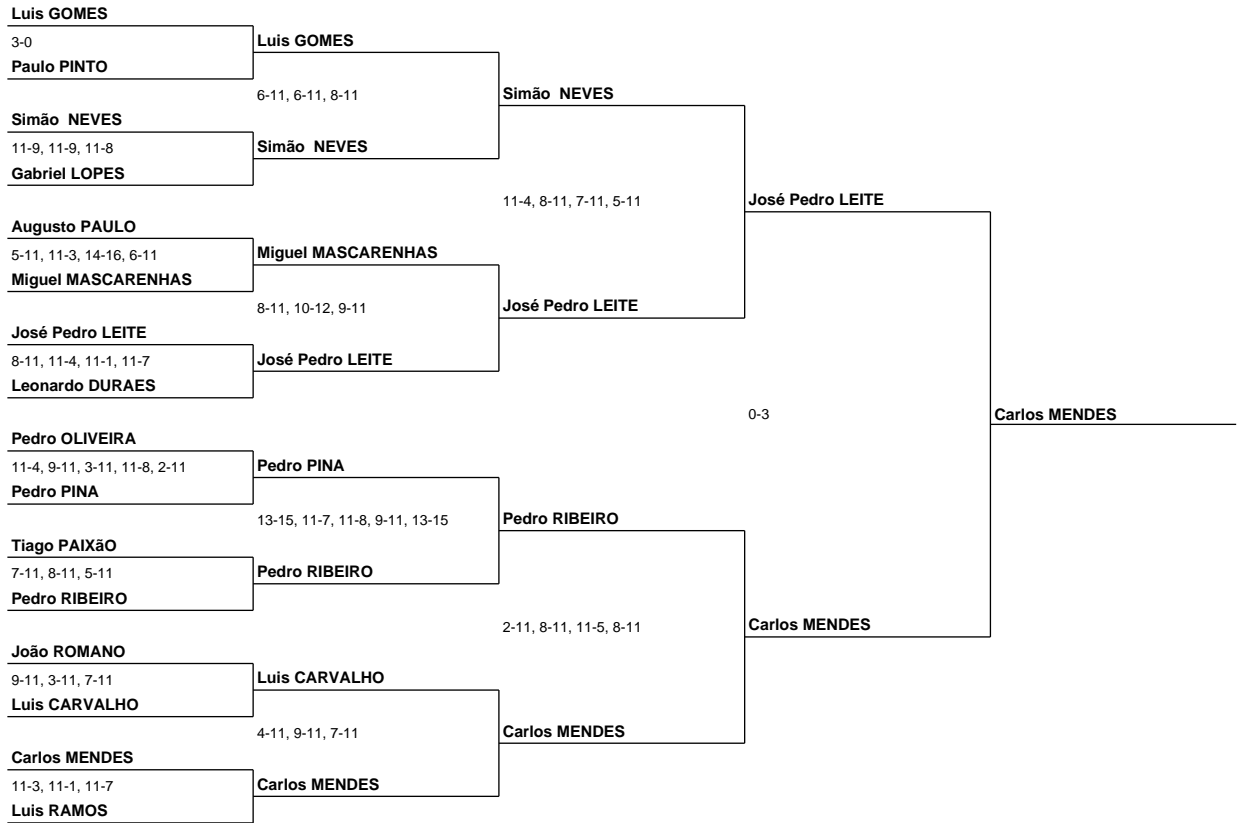 Luis GOMES
3-0
Paulo PINTO
Simão  NEVES
11-9, 11-9, 11-8
Gabriel LOPES
Augusto PAULO
5-11, 11-3, 14-16, 6-11
Miguel MASCARENHAS
José Pedro LEITE
8-11, 11-4, 11-1, 11-7
Leonardo DURAES
Pedro OLIVEIRA
11-4, 9-11, 3-11, 11-8, 2-11
Pedro PINA
Tiago PAIXãO
7-11, 8-11, 5-11
Pedro RIBEIRO
João ROMANO
9-11, 3-11, 7-11
Luis CARVALHO
Carlos MENDES
11-3, 11-1, 11-7
Luis RAMOS
Luis GOMES
6-11, 6-11, 8-11
Simão  NEVES
Miguel MASCARENHAS
8-11, 10-12, 9-11
José Pedro LEITE
Pedro PINA
13-15, 11-7, 11-8, 9-11, 13-15
Pedro RIBEIRO
Luis CARVALHO
4-11, 9-11, 7-11
Carlos MENDES
Simão  NEVES
11-4, 8-11, 7-11, 5-11
José Pedro LEITE
Pedro RIBEIRO
2-11, 8-11, 11-5, 8-11
Carlos MENDES
José Pedro LEITE
0-3
Carlos MENDES
Carlos MENDES